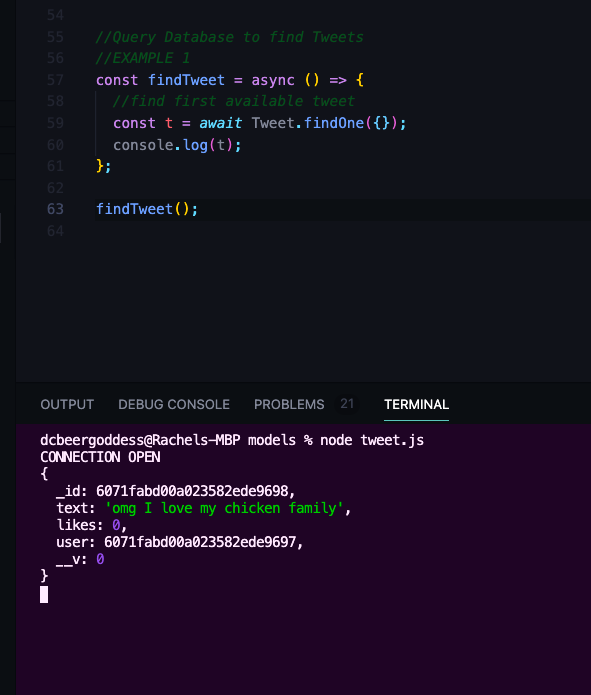 54
55 //Query Database to find Tweets
56 //EXAMPLE 1
57 const findTweet = async () => {
58 //find first available tweet
59 const t = await Tweet.findOne({});
60 console.log(t);
61 };
62
63 findTweet();
64
OUTPUT DEBUG CONSOLE PROBLEMS 21 TERMINAL
dcbeergoddess@Rachels-MBP models % node tweet.js
CONNECTION OPEN
{
_id: 6071fabd00a023582ede9698,
text: 'omg I love my chicken family',
likes: 0,
user: 6071fabd00a023582ede9697,
__v: 0
}